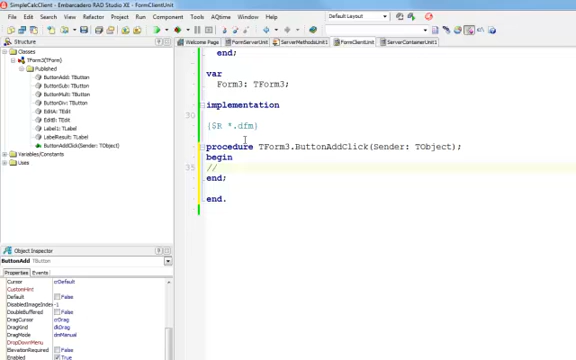 SimpleCalcClient - Embarcadero RAD Studio XE - FormClientUnit
File Edit Search View Refactor Project Run Component Tools AQtime Window Help
Default Layout
Structure
Welcome Page FormServerUnit ServerMethodsUnit1 FormClientUnit ServerContainerUnit1
Classes
TForm3(TForm)
Published
ButtonAdd: TButton
ButtonSub: TButton
ButtonMult: TButton
ButtonDiv: TButton
EditA: TEdit
EditB: TEdit
Label1: TLabel
LabelResult: TLabel
ButtonAddClick(Sender: TObject)
Variables/Constants
Uses
end;
var
Form3: TForm3;
implementation
30
{$R *.dfm}
procedure TForm3.ButtonAddClick(Sender: TObject);
begin
35 //
end;
end.
Object Inspector
ButtonAdd TButton
Properties Events
Cursor crDefault
CustomHint
Default False
DisabledImageIndex -1
DoubleBuffered False
DragCursor crDrag
DragKind dkDrag
DragMode dmManual
DropDownMenu
ElevationRequired False
Enabled True